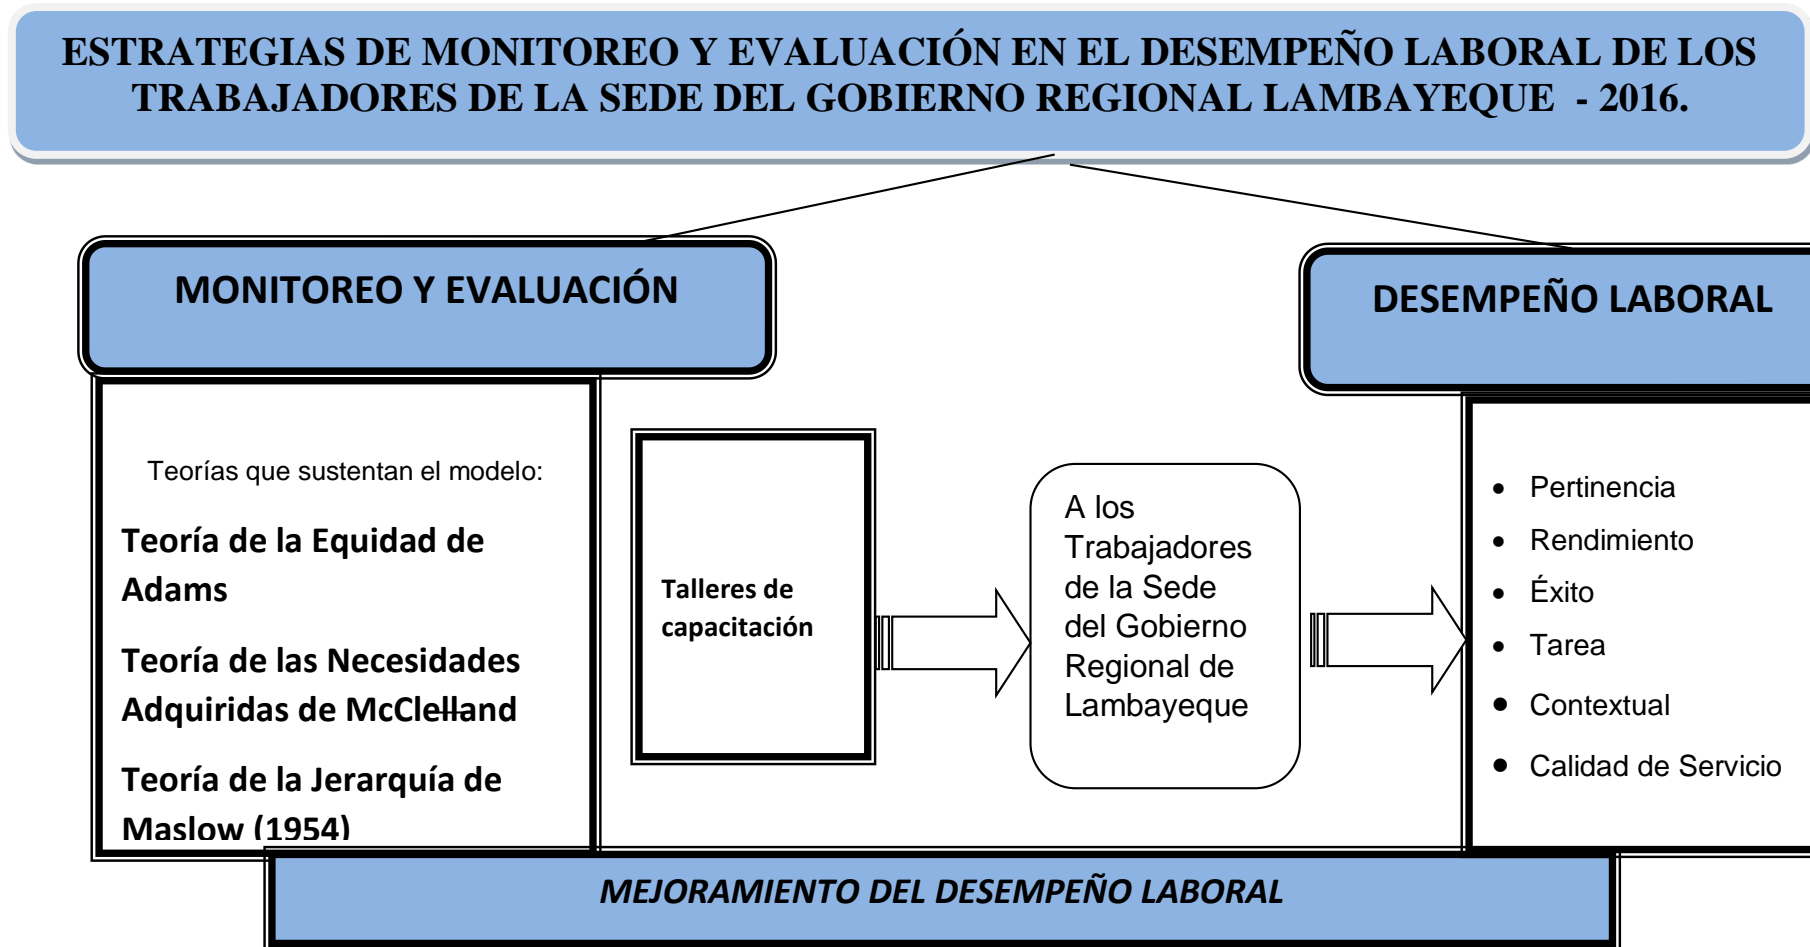 ESTRATEGIAS DE MONITOREO Y EVALUACIÓN EN EL DESEMPEÑO LABORAL DE LOS
TRABAJADORES DE LA SEDE DEL GOBIERNO REGIONAL LAMBAYEQUE - 2016.
MONITOREO Y EVALUACIÓN
DESEMPEÑO LABORAL
Teorías que sustentan el modelo:
Teoría de la Equidad de
Adams
Teoría de las Necesidades
Adquiridas de McClelland
Teoría de la Jerarquía de
Maslow (1954)
Talleres de
capacitación
A los
Trabajadores
de la Sede
del Gobierno
Regional de
Lambayeque
• Pertinencia
• Rendimiento
• Éxito
• Tarea
• Contextual
• Calidad de Servicio
MEJORAMIENTO DEL DESEMPEÑO LABORAL